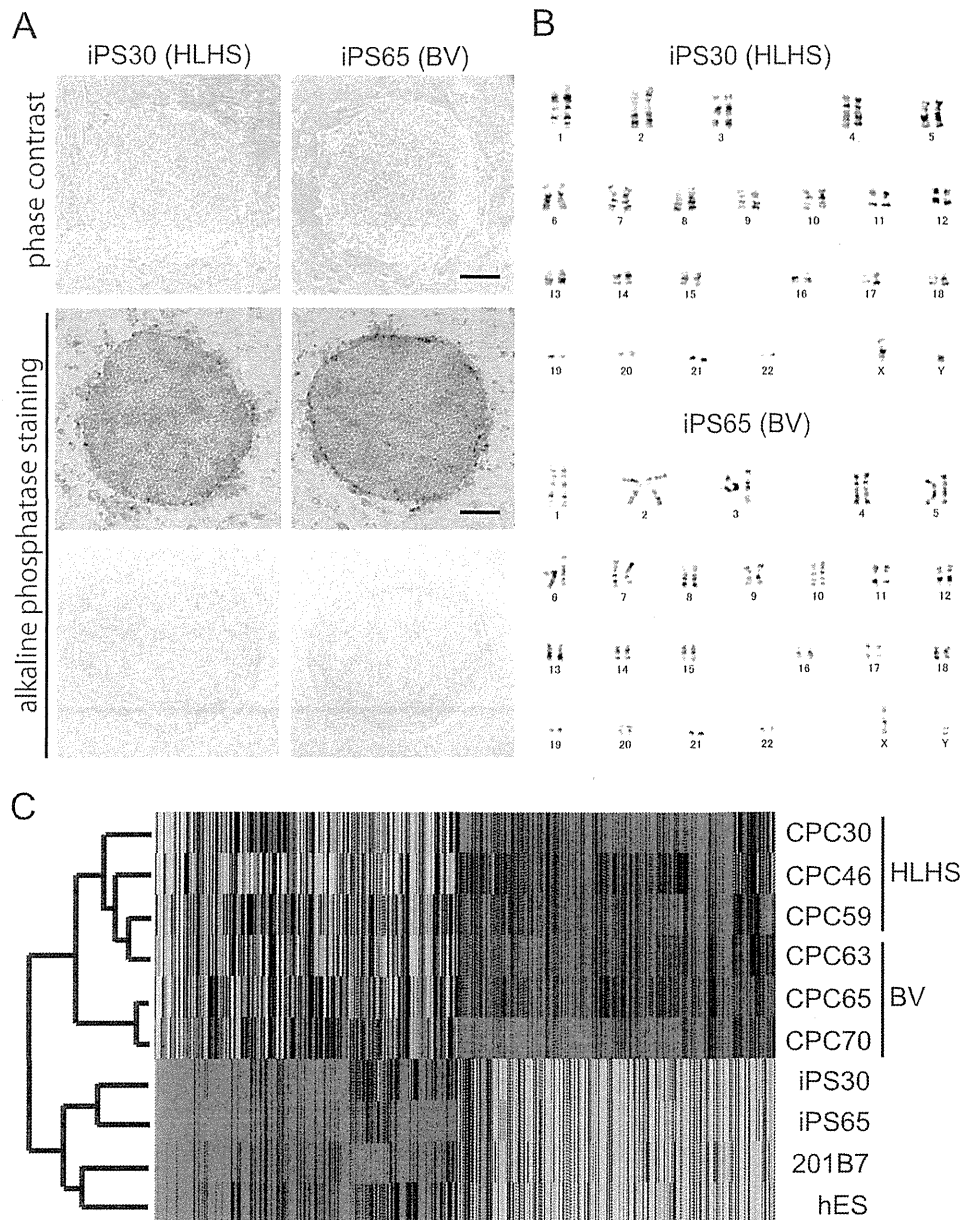 A
iPS30 (HLHS)
iPS65 (BV)
phase contrast
alkaline phosphatase staining
B
iPS30 (HLHS)
1 2 3 4 5
6 7 8 9 10 11 12
13 14 15 16 17 18
19 20 21 22 X Y
iPS65 (BV)
1 2 3 4 5
6 7 8 9 10 11 12
13 14 15 16 17 18
19 20 21 22 X Y
C
CPC30
CPC46
CPC59
HLHS
CPC63
CPC65
CPC70
BV
iPS30
iPS65
201B7
hES